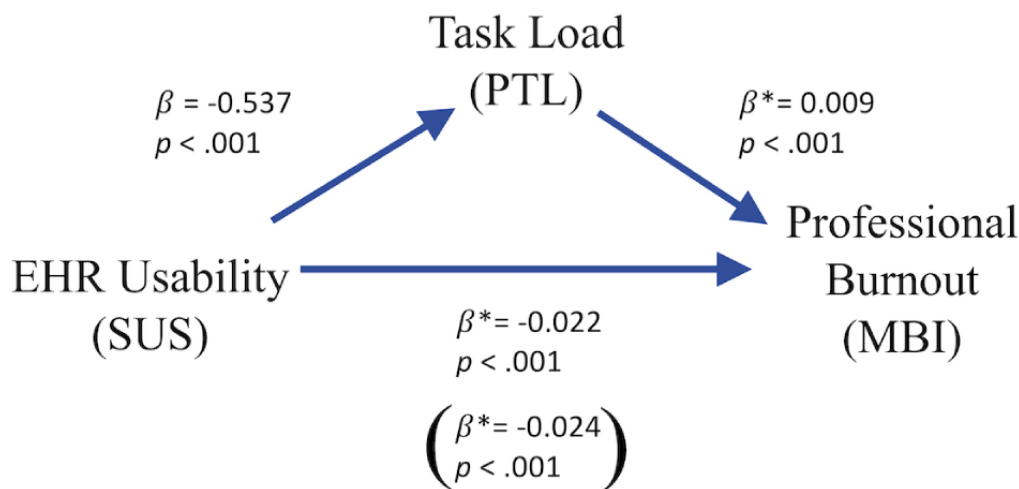 Task Load
(PTL)
β = -0.537
p < .001
β*= 0.009
p < .001
EHR Usability
(SUS)
Professional
Burnout
(MBI)
β*= -0.022
p < .001
(β*= -0.024
p < .001)